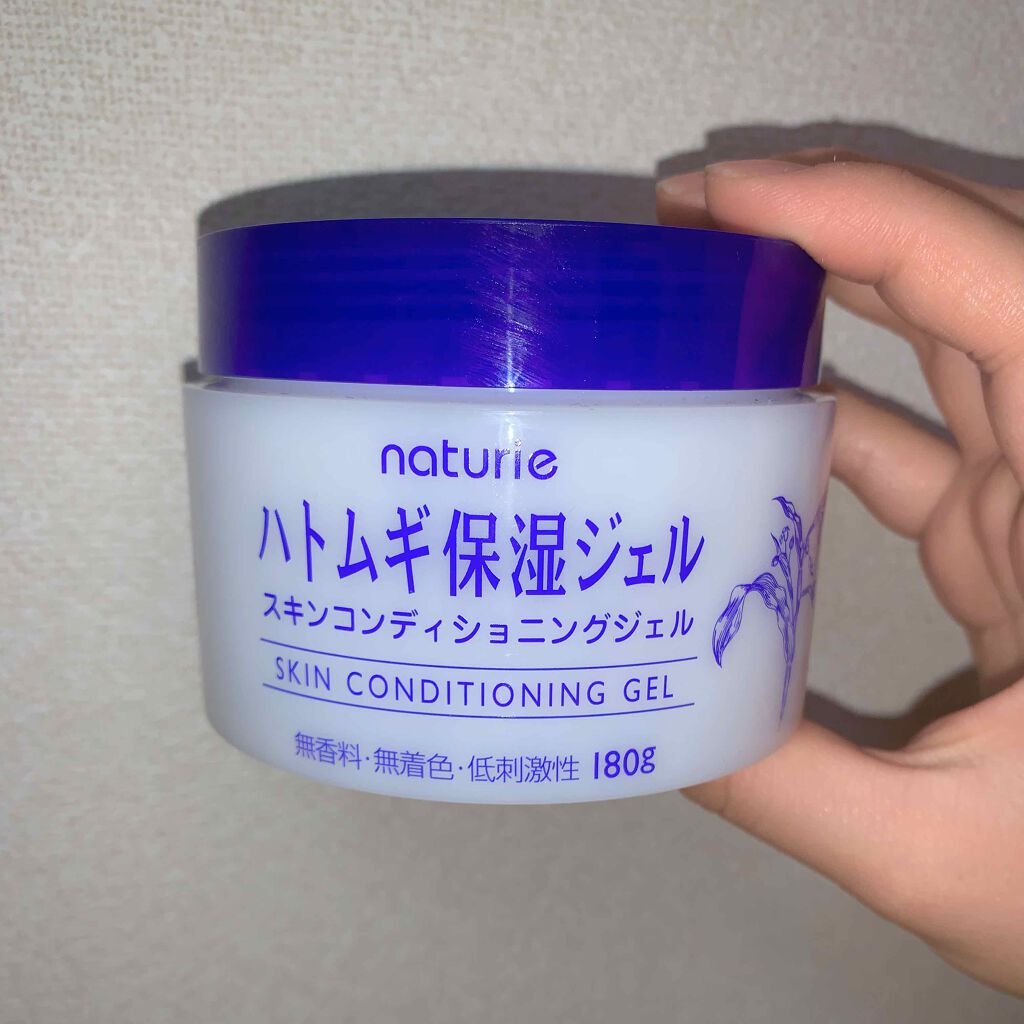 naturie
ハトムギ保湿ジェル
スキンコンディショニングジェル
SKIN CONDITIONING GEL
無香料・無着色・低刺激性 180g